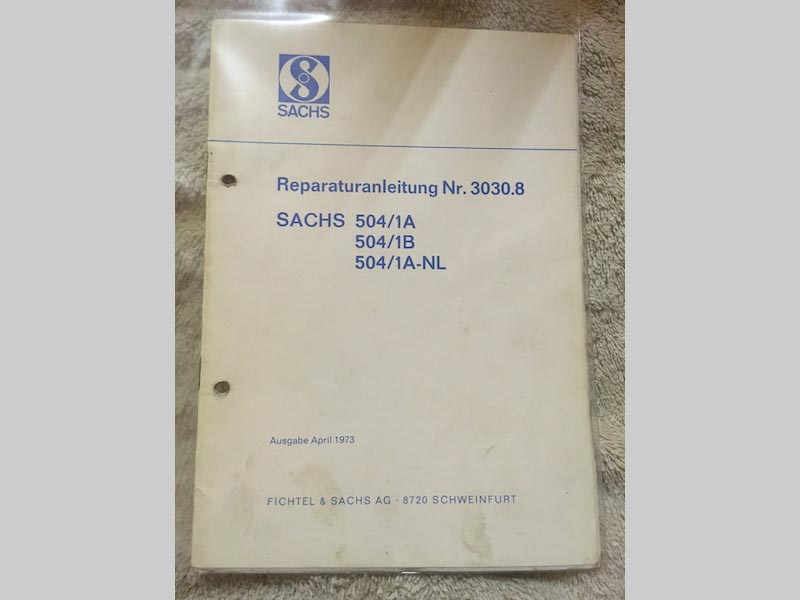 SACHS
Reparaturanleitung Nr. 3030.8
SACHS 504/1A
504/1B
504/1A-NL
Ausgabe April 1973
FICHTEL & SACHS AG · 8720 SCHWEINFURT